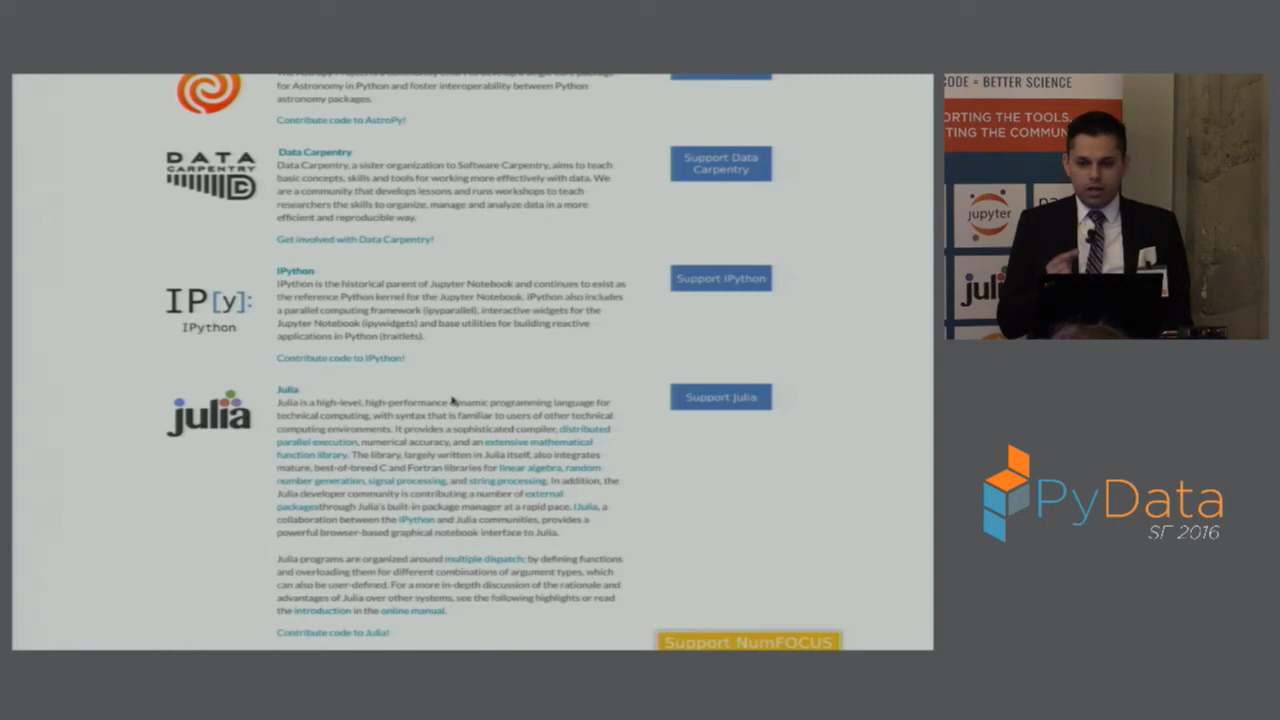 for Astronomy in Python and foster interoperability between Python
astronomy packages.
Contribute code to AstroPy!
DATA
CARPENTRY
Data Carpentry
Data Carpentry, a sister organization to Software Carpentry, aims to teach
basic concepts, skills and tools for working more effectively with data. We
are a community that develops lessons and runs workshops to teach
researchers the skills to organize, manage and analyze data in a more
efficient and reproducible way.
Get involved with Data Carpentry!
Support Data
Carpentry
IP[y]:
IPython
IPython
IPython is the historical parent of Jupyter Notebook and continues to exist as
the reference Python kernel for the Jupyter Notebook. IPython also includes
a parallel computing framework (ipyparallel), interactive widgets for the
Jupyter Notebook (ipywidgets) and base utilities for building reactive
applications in Python (traitlets).
Contribute code to IPython!
Support IPython
julia
Julia
Julia is a high-level, high-performance dynamic programming language for
technical computing, with syntax that is familiar to users of other technical
computing environments. It provides a sophisticated compiler, distributed
parallel execution, numerical accuracy, and an extensive mathematical
function library. The library, largely written in Julia itself, also integrates
mature, best-of-breed C and Fortran libraries for linear algebra, random
number generation, signal processing, and string processing. In addition, the
Julia developer community is contributing a number of external
packagesthrough Julia's built-in package manager at a rapid pace. IJulia, a
collaboration between the IPython and Julia communities, provides a
powerful browser-based graphical notebook interface to Julia.
Julia programs are organized around multiple dispatch; by defining functions
and overloading them for different combinations of argument types, which
can also be user-defined. For a more in-depth discussion of the rationale and
advantages of Julia over other systems, see the following highlights or read
the introduction in the online manual.
Contribute code to Julia!
Support Julia
Support NumFOCUS
CODE = BETTER SCIENCE
ORTING THE TOOLS.
TING THE COMMUN
jupyter
juli
PyData
SF 2016